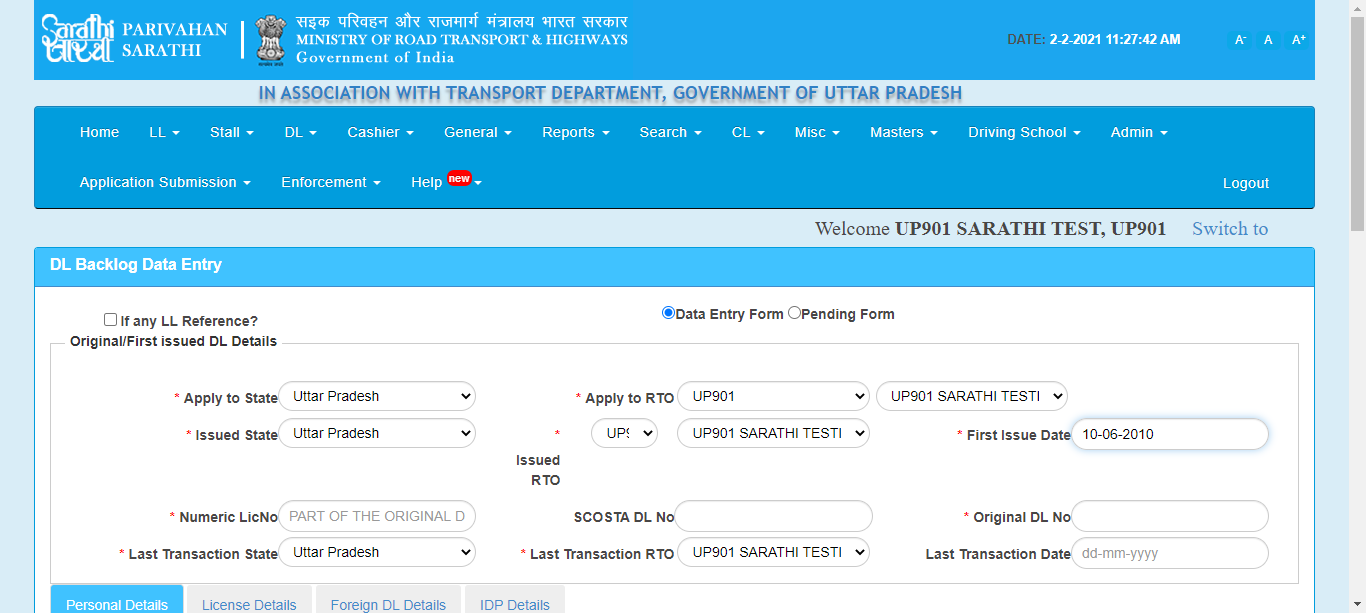 Sarathi
सारथी
PARIVAHAN
SARATHI
सड़क परिवहन और राजमार्ग मंत्रालय भारत सरकार
MINISTRY OF ROAD TRANSPORT & HIGHWAYS
Government of India
DATE: 2-2-2021 11:27:42 AM
A- A A+
IN ASSOCIATION WITH TRANSPORT DEPARTMENT, GOVERNMENT OF UTTAR PRADESH
Home LL Stall DL Cashier General Reports Search CL Misc Masters Driving School Admin
Application Submission Enforcement Help new Logout
Welcome UP901 SARATHI TEST, UP901 Switch to
DL Backlog Data Entry
If any LL Reference? Data Entry Form Pending Form
Original/First issued DL Details
* Apply to State Uttar Pradesh * Apply to RTO UP901 UP901 SARATHI TESTI
* Issued State Uttar Pradesh * Issued RTO UP9 UP901 SARATHI TESTI * First Issue Date 10-06-2010
* Numeric LicNo PART OF THE ORIGINAL D SCOSTA DL No * Original DL No
* Last Transaction State Uttar Pradesh * Last Transaction RTO UP901 SARATHI TESTI Last Transaction Date dd-mm-yyyy
Personal Details License Details Foreign DL Details IDP Details